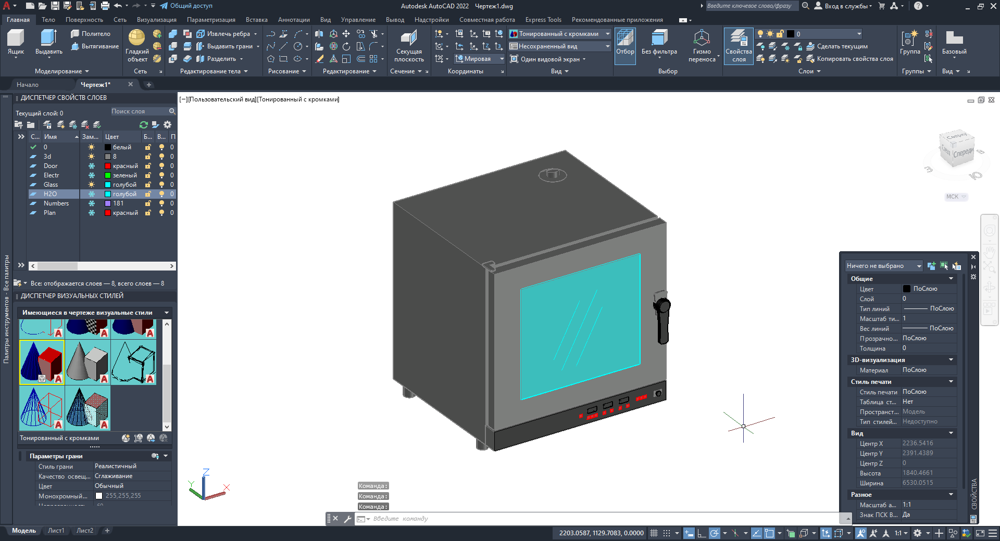 Общий доступ
Autodesk AutoCAD 2022 Чертеж1.dwg
Введите ключевое слово/фразу
Вход в службы
Главная Тело Поверхность Сеть Визуализация Параметризация Вставка Аннотации Вид Управление Вывод Надстройки Совместная работа Express Tools Рекомендованные приложения
Ящик
Выдавить
Политело
Вытягивание
Моделирование
Гладкий
объект
Сеть
Извлечь ребра
Выдавить грани
Разделить
Редактирование тела
Рисование
Редактирование
Секущая
плоскость
Сечение
Мировая
Координаты
Тонированный с кромками
Несохраненный вид
Один видовой экран
Вид
Отбор
Без фильтра
Гизмо
переноса
Выбор
Свойства
слоя
0
Сделать текущим
Копировать свойства слоя
Слои
Группа
Группы
Базовый
Вид
Начало
Чертеж1*
ДИСПЕТЧЕР СВОЙСТВ СЛОЕВ
Текущий слой: 0
Поиск слоя
С... Имя Зам... Цвет Б... В... П
0 белый 0
3d 8 0
Door красный 0
Electr зеленый 0
Glass голубой 0
H2O голубой 0
Numbers 181 0
Plan красный 0
Все: отображается слоев — 8, всего слоев — 8
ДИСПЕТЧЕР ВИЗУАЛЬНЫХ СТИЛЕЙ
Имеющиеся в чертеже визуальные стили
Тонированный с кромками
Параметры грани
Стиль грани Реалистичный
Качество освещ... Сглаживание
Цвет Обычный
Монохромный... 255,255,255
Палитры инструментов - Все палитры
[−][Пользовательский вид][Тонированный с кромками]
Сверху
Слева
Спереди
З
Ю
В
МСК
Z
Y
X
Команда:
Команда:
Команда:
Введите команду
Ничего не выбрано
Общие
Цвет ПоСлою
Слой 0
Тип линий ПоСлою
Масштаб ти... 1
Вес линий ПоСлою
Прозрачно... ПоСлою
Толщина 0
3D-визуализация
Материал ПоСлою
Стиль печати
Стиль печати ПоСлою
Таблица ст... Нет
Пространст... Модель
Тип стилей... Недоступно
Вид
Центр X 2236.5416
Центр Y 2391.4389
Центр Z 0
Высота 1840.4661
Ширина 6530.0515
Разное
Масштаб а... 1:1
Знак ПСК В... Да
СВОЙСТВА
Модель Лист1 Лист2
2203.0587, 1129.7083, 0.0000
1:1